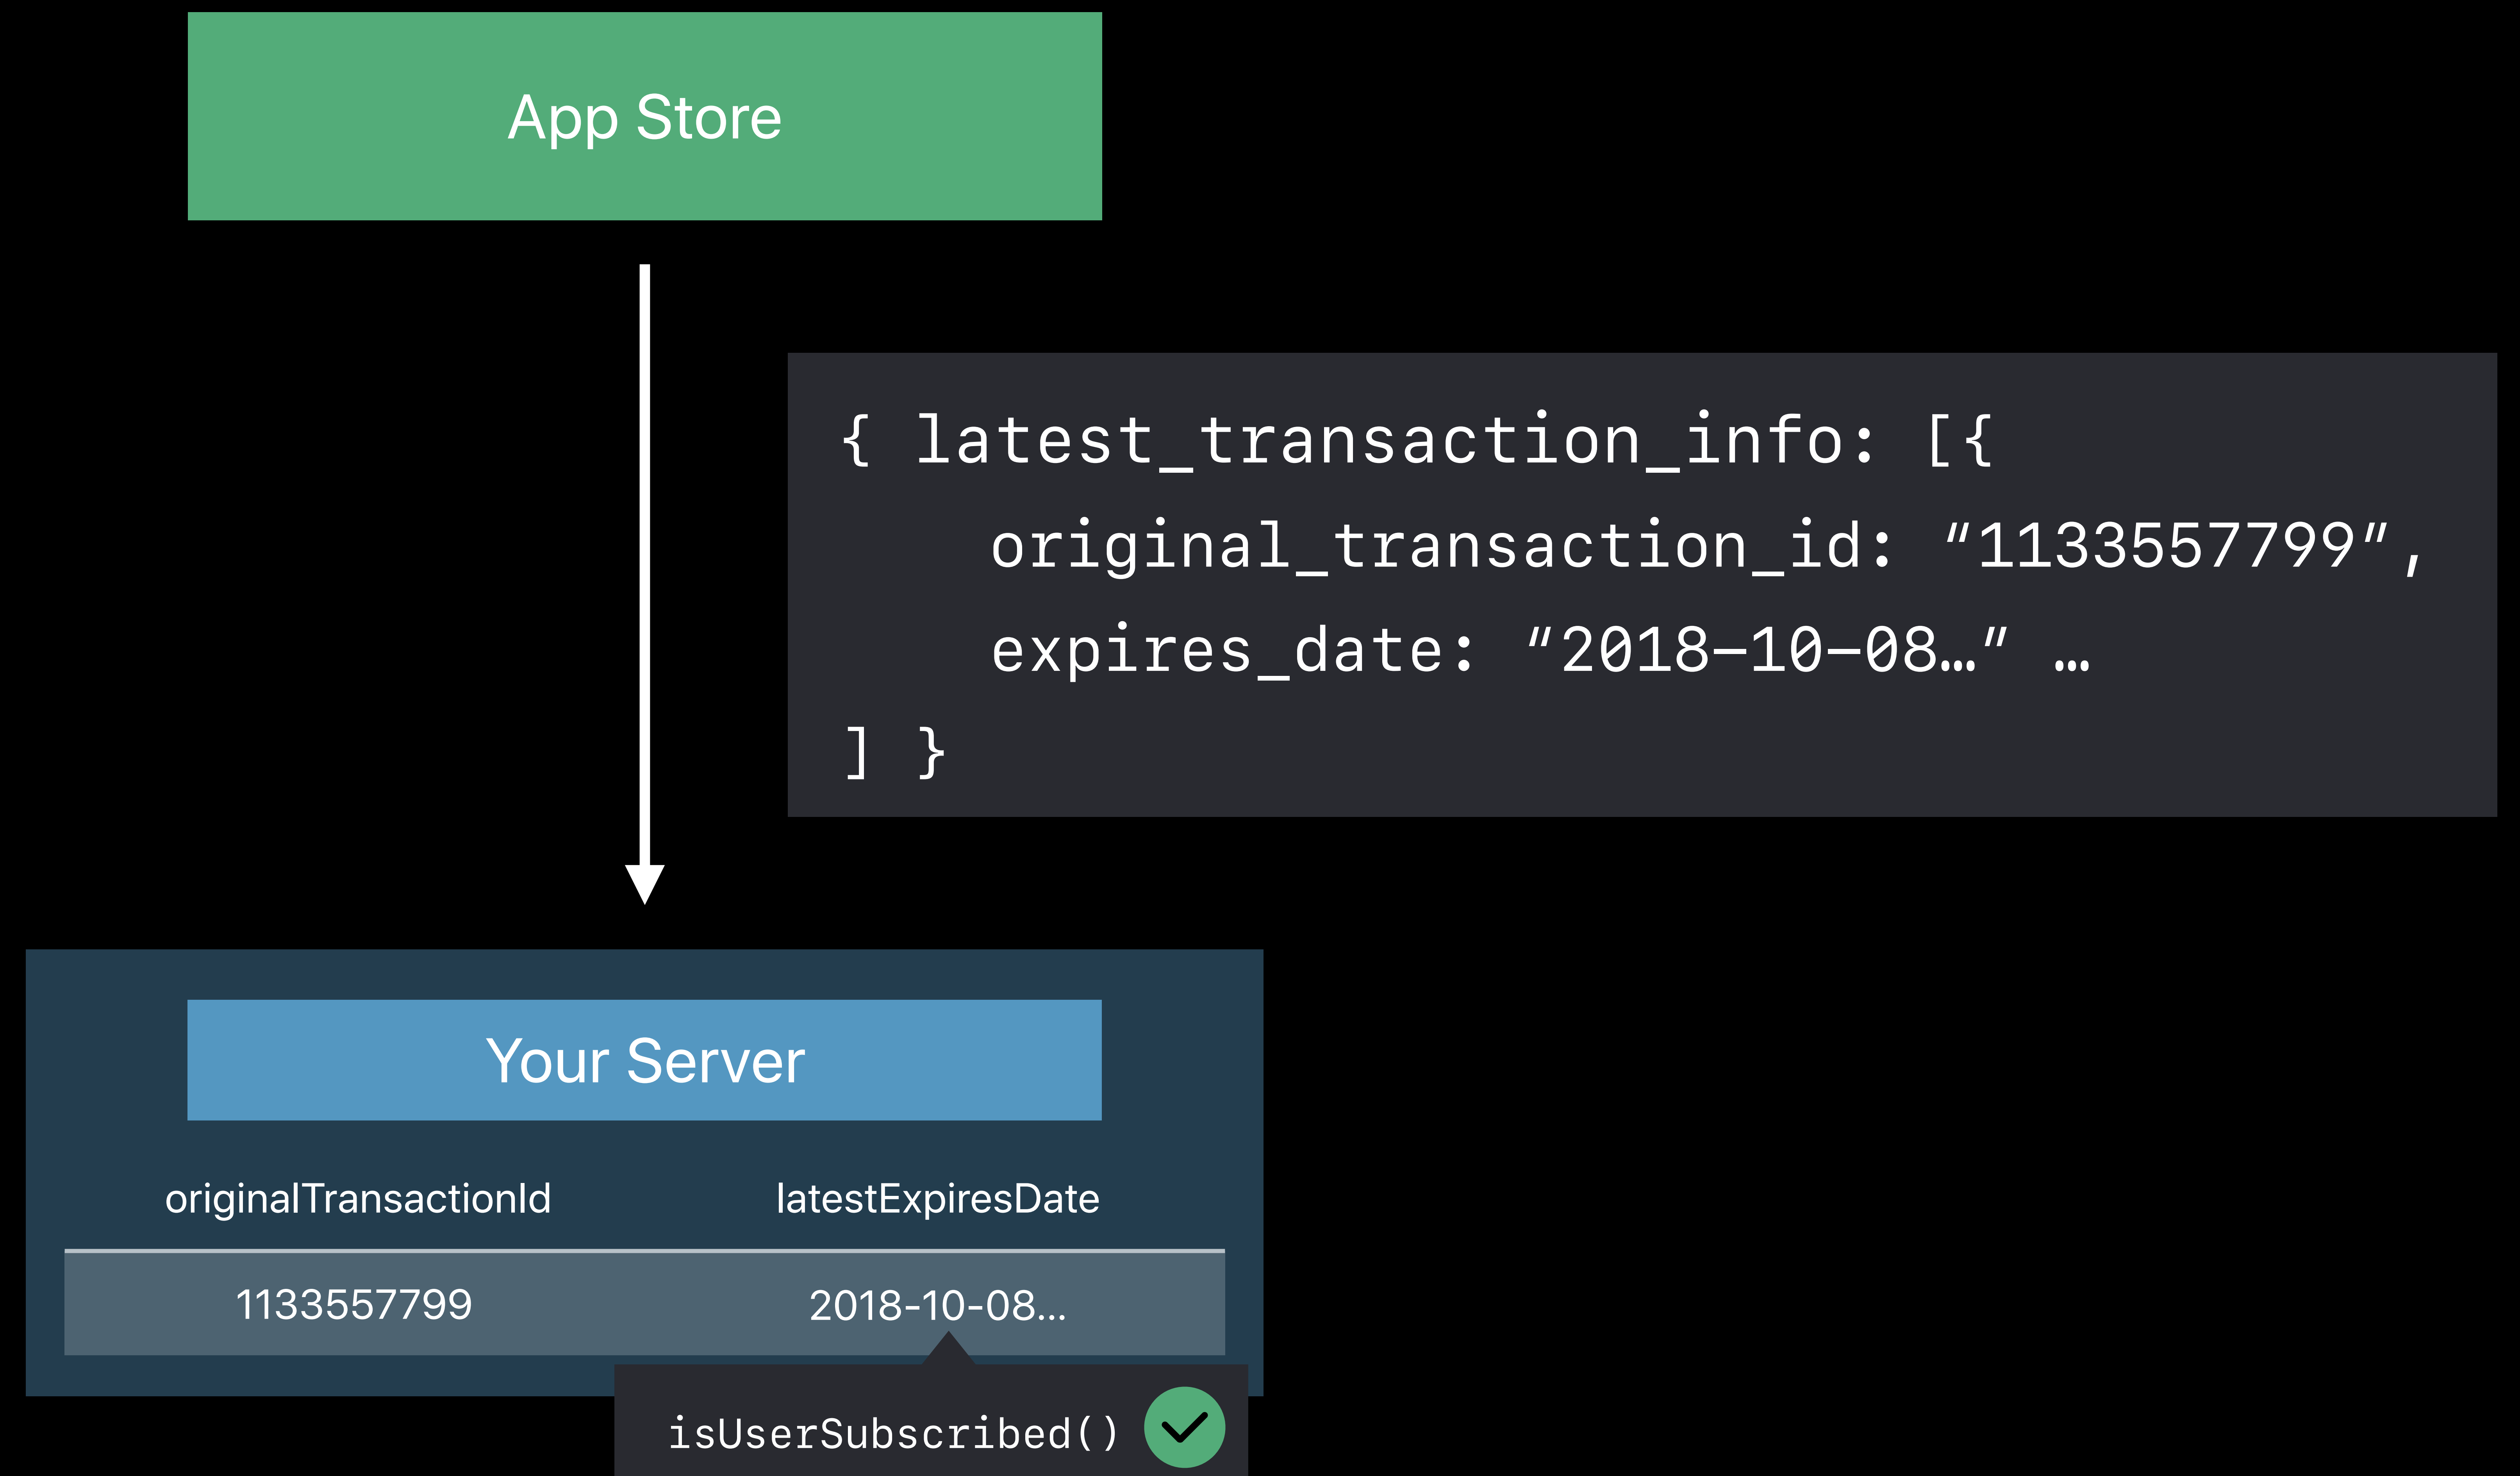 App Store
{ latest_transaction_info: [{
original_transaction_id: “1133557799”,
expires_date: “2018-10-08…” …
] }
Your Server
originalTransactionId latestExpiresDate
1133557799 2018-10-08...
isUserSubscribed()